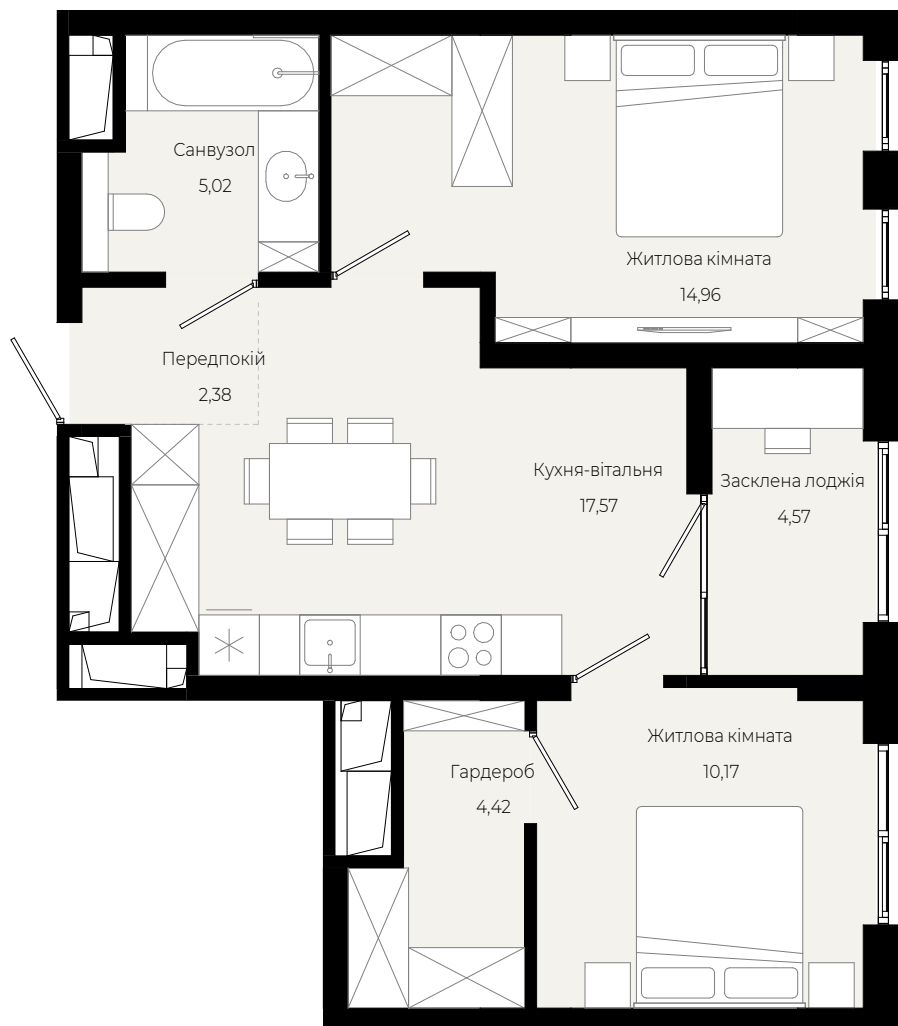 Санвузол
5,02
Житлова кімната
14,96
Передпокій
2,38
Кухня-вітальня
17,57
Засклена лоджія
4,57
Житлова кімната
10,17
Гардероб
4,42